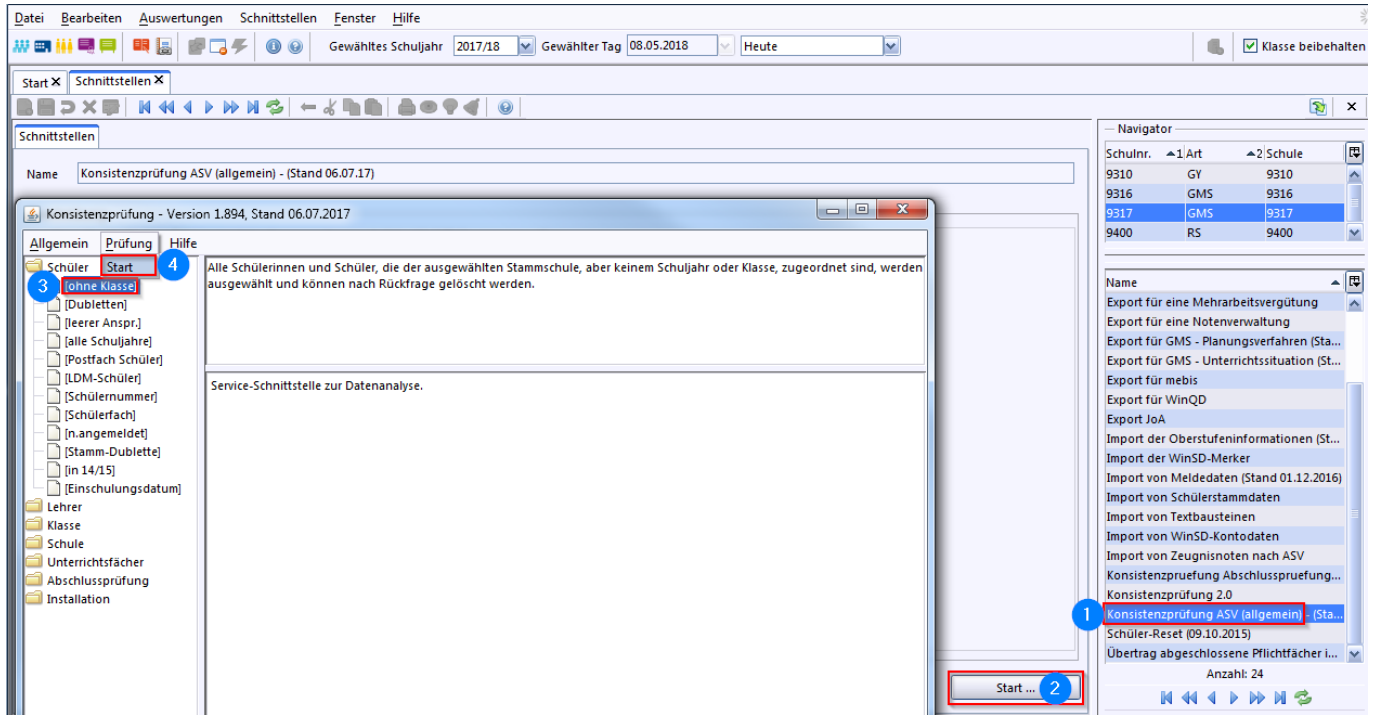 Datei Bearbeiten Auswertungen Schnittstellen Fenster Hilfe
Gewähltes Schuljahr 2017/18 Gewählter Tag 08.05.2018 Heute Klasse beibehalten
Start Schnittstellen
Schnittstellen
Name Konsistenzprüfung ASV (allgemein) - (Stand 06.07.17)
Konsistenzprüfung - Version 1.894, Stand 06.07.2017
Allgemein Prüfung Hilfe
Schüler Start 4
3 [ohne Klasse]
[Dubletten]
[leerer Anspr.]
[alle Schuljahre]
[Postfach Schüler]
[LDM-Schüler]
[Schülernummer]
[Schülerfach]
[n.angemeldet]
[Stamm-Dublette]
[in 14/15]
[Einschulungsdatum]
Lehrer
Klasse
Schule
Unterrichtsfächer
Abschlussprüfung
Installation
Alle Schülerinnen und Schüler, die der ausgewählten Stammschule, aber keinem Schuljahr oder Klasse, zugeordnet sind, werden
ausgewählt und können nach Rückfrage gelöscht werden.
Service-Schnittstelle zur Datenanalyse.
Start ... 2
Navigator
Schulnr. 1 Art 2 Schule
9310 GY 9310
9316 GMS 9316
9317 GMS 9317
9400 RS 9400
Name
Export für eine Mehrarbeitsvergütung
Export für eine Notenverwaltung
Export für GMS - Planungsverfahren (Sta...
Export für GMS - Unterrichtssituation (St...
Export für mebis
Export für WinQD
Export JoA
Import der Oberstufeninformationen (St...
Import der WinSD-Merker
Import von Meldedaten (Stand 01.12.2016)
Import von Schülerstammdaten
Import von Textbausteinen
Import von WinSD-Kontodaten
Import von Zeugnisnoten nach ASV
Konsistenzpruefung Abschlusspruefung...
Konsistenzprüfung 2.0
1 Konsistenzprüfung ASV (allgemein) - (Sta...
Schüler-Reset (09.10.2015)
Übertrag abgeschlossene Pflichtfächer i...
Anzahl: 24